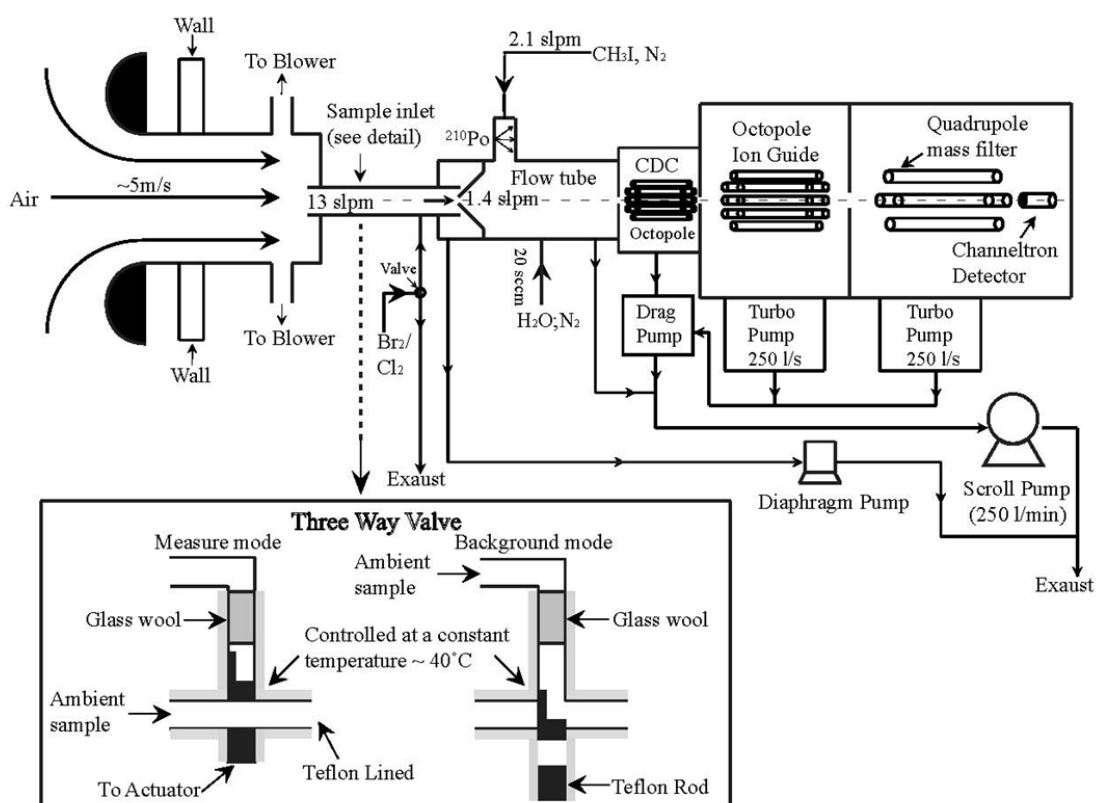 Wall
To Blower
Sample inlet
(see detail)
2.1 slpm
CH₃I, N₂
²¹⁰Po
Flow tube
CDC
Octopole
Octopole
Ion Guide
Quadrupole
mass filter
Air
~5m/s
13 slpm
1.4 slpm
Channeltron
Detector
Valve
Br₂/
Cl₂
20 sccm
H₂O;N₂
To Blower
Wall
Drag
Pump
Turbo
Pump
250 l/s
Turbo
Pump
250 l/s
Exaust
Diaphragm Pump
Scroll Pump
(250 l/min)
Exaust
Three Way Valve
Measure mode
Background mode
Ambient
sample
Glass wool
Glass wool
Controlled at a constant
temperature ~ 40˚C
Ambient
sample
Teflon Lined
To Actuator
Teflon Rod